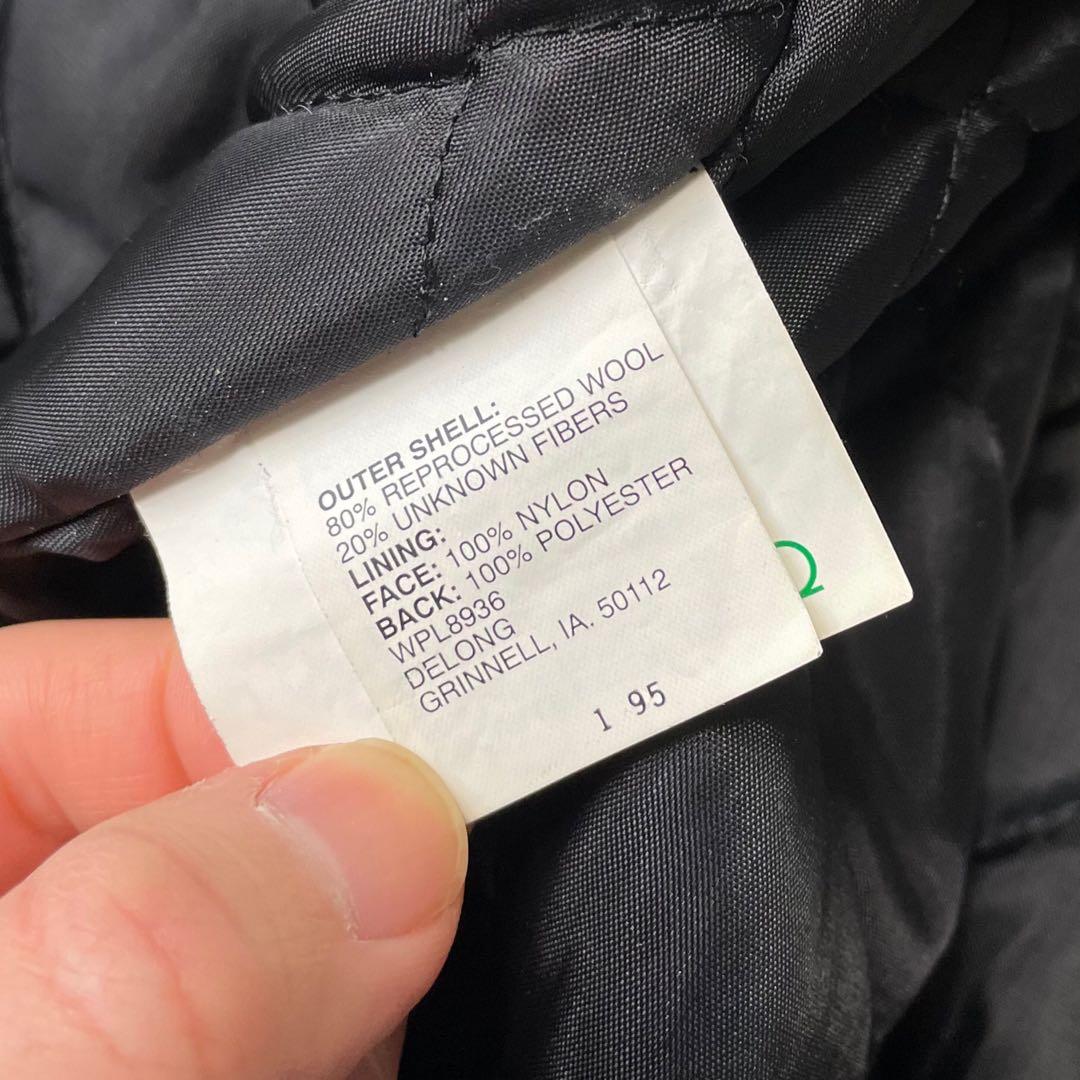 OUTER SHELL:
80% REPROCESSED WOOL
20% UNKNOWN FIBERS
LINING:
FACE: 100% NYLON
BACK: 100% POLYESTER
WPL8936
DELONG
GRINNELL, IA. 50112
1 95